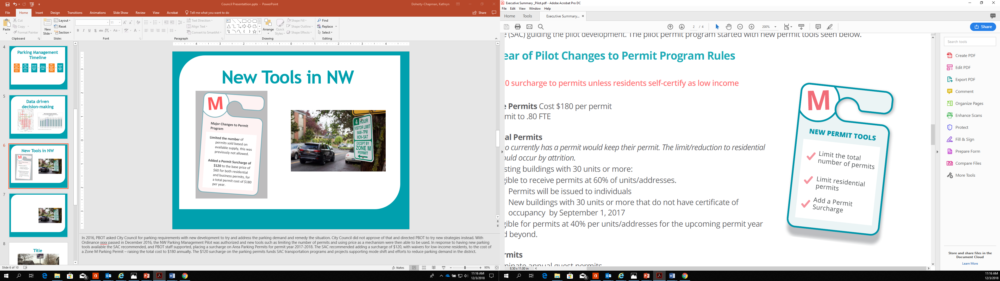 Council Presentattion.pptx - PowerPoint
Doherty-Chapman, Kathryn
File Home Insert Design Transitions Animations Slide Show Review View Acrobat Tell me what you want to do
Share
Paste
Cut
Copy
Format Painter
Clipboard
New Slide
Layout
Reset
Section
Slides
11
Font
Text Direction
Align Text
Convert to SmartArt
Paragraph
Arrange
Quick Styles
Shape Fill
Shape Outline
Shape Effects
Drawing
Find
Replace
Select
Editing
4
Parking Management
Timeline
5
Data driven
decision-making
6
New Tools in NW
7
8
Title
New Tools in NW
M
Major Changes to Permit
Program
Limited the number of
permits sold based on
available supply, this was
previously not allowed.
Added a Permit Surcharge of
$120 to the base price of
$60 for both residential
and business permits, for
a total permit cost of $180
per year.
4 HOUR
VISITOR LIMIT
9AM-7PM
MON-SAT
EXCEPT BY
ZONE M
PERMIT
In 2016, PBOT asked City Council for parking requirements with new development to try and address the parking demand and remedy the situation. City Council did not approve of that and directed PBOT to try new strategies instead. With
Ordinance xxxx passed in December 2016, the NW Parking Management Pilot was authorized and new tools such as limiting the number of permits and using price as a mechanism were then able to be used. In response to having new parking
tools available the SAC recommended, and PBOT staff supported, placing a surcharge on Area Parking Permits for permit year 2017-2018. The SAC recommended adding a surcharge of $120, with waivers for low-income residents, to the cost of
a Zone M Parking Permit – raising the total cost to $180 annually. The $120 surcharge on the parking permits funds SAC transportation programs and projects supporting mode shift and efforts to reduce parking demand in the district.
Slide 6 of 10
Notes
95%
11:16 AM
12/3/2018
Executive Summary _Pilot.pdf - Adobe Acrobat Pro DC
File Edit View Window Help
Home Tools Executive Summary... ×
2 / 4
200%
Share
e (SAC) guiding the pilot development. The pilot permit program started with new permit tools seen below.
ear of Pilot Changes to Permit Program Rules
0 surcharge to permits unless residents self-certify as low income
e Permits Cost $180 per permit
mit to .80 FTE
al Permits
o currently has a permit would keep their permit. The limit/reduction to residential
ould occur by attrition.
sting buildings with 30 units or more:
gible to receive permits at 60% of units/addresses.
Permits will be issued to individuals
New buildings with 30 units or more that do not have certificate of
occupancy by September 1, 2017
gible for permits at 40% per units/addresses for the upcoming permit year
d beyond.
rmits
minate annual guest permits
M
NEW PERMIT TOOLS
Limit the total
number of permits
Limit residential
permits
Add a Permit
Surcharge
8.50 x 11.00 in
Search tools
Create PDF
Edit PDF
Export PDF
Comment
Organize Pages
Enhance Scans
Protect
Fill & Sign
Prepare Form
Compare Files
More Tools
Store and share files in the
Document Cloud
Learn More
11:16 AM
12/3/2018